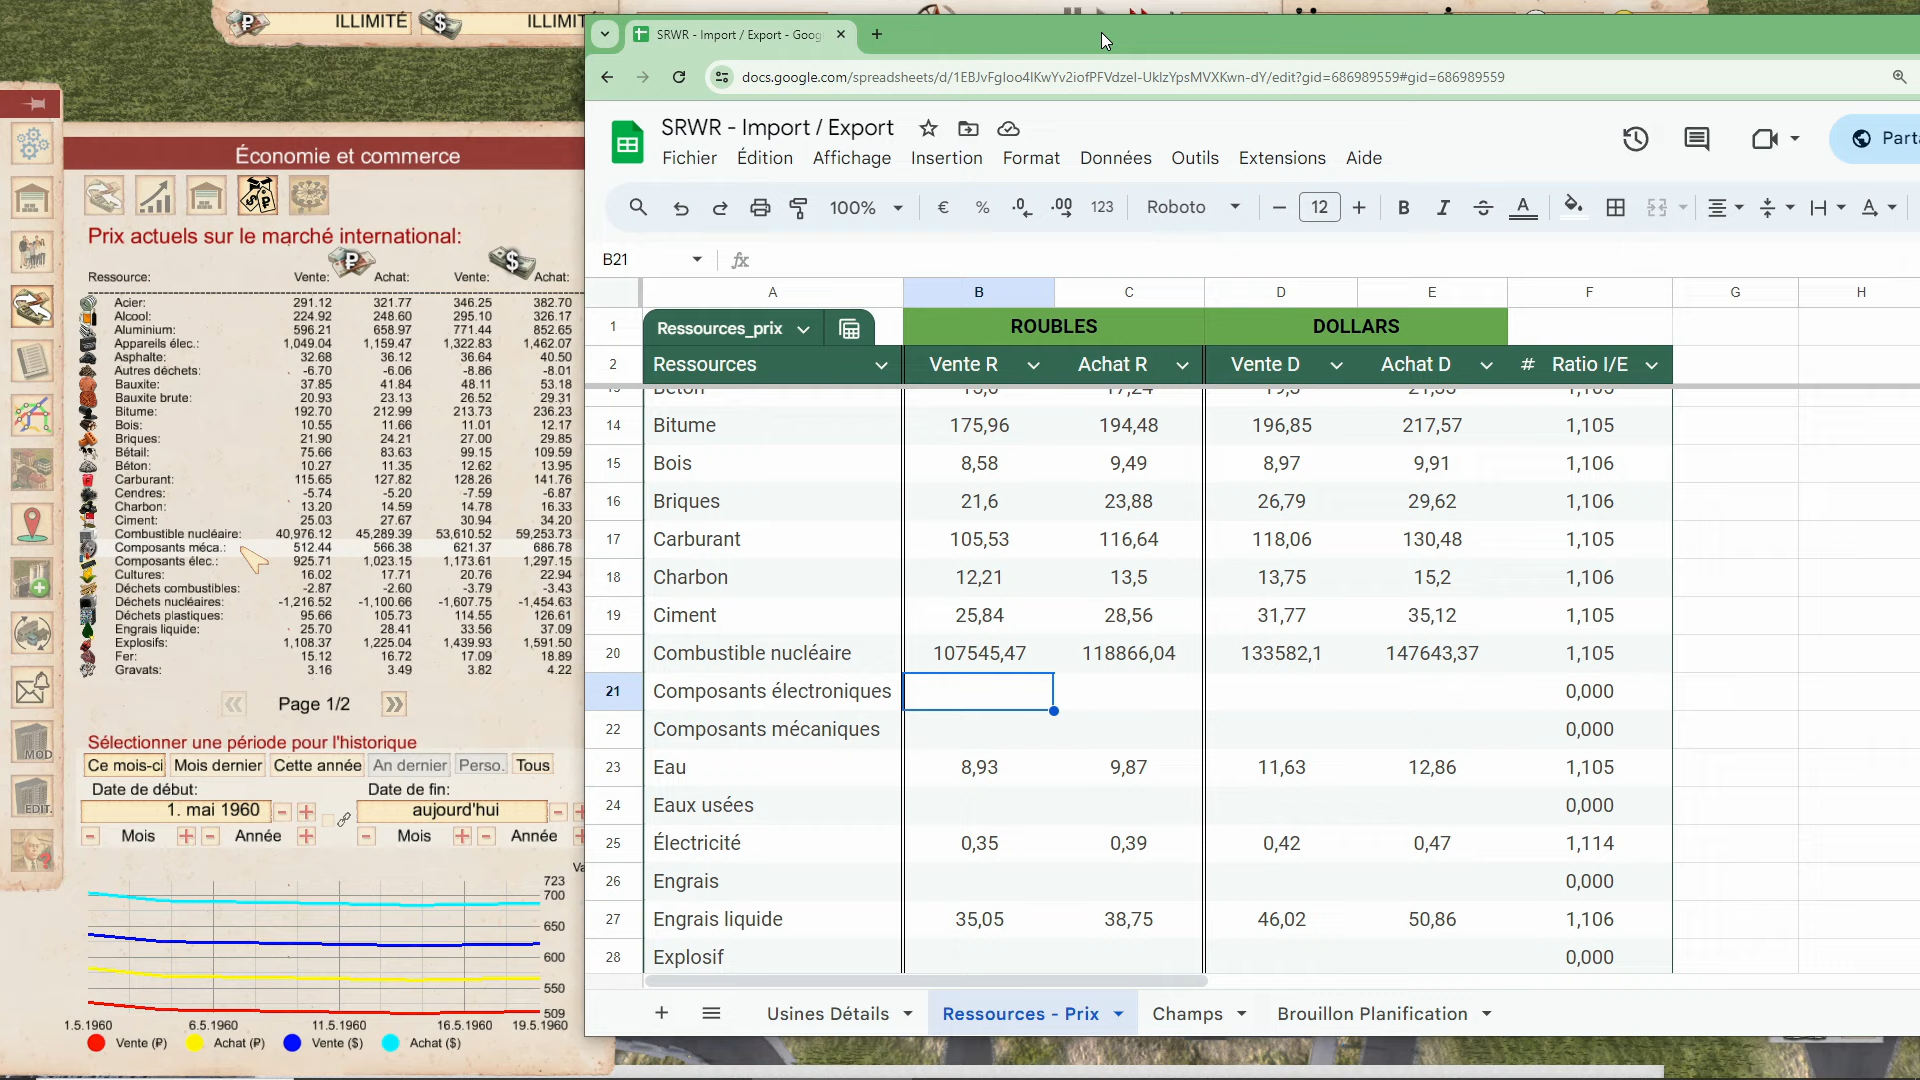 ILLIMITÉ
ILLIMIT
SRWR - Import / Export - Goog
docs.google.com/spreadsheets/d/1EBJvFgloo4lKwYv2iofPFVdzeI-UklzYpsMVXKwn-dY/edit?gid=686989559#gid=686989559
SRWR - Import / Export
Parta
Fichier Édition Affichage Insertion Format Données Outils Extensions Aide
100% € % .0 .00 123 Roboto 12 B I A
B21 fx
A B C D E F G H
1 Ressources_prix ROUBLES DOLLARS
2 Ressources Vente R Achat R Vente D Achat D # Ratio I/E
14 Bitume 175,96 194,48 196,85 217,57 1,105
15 Bois 8,58 9,49 8,97 9,91 1,106
16 Briques 21,6 23,88 26,79 29,62 1,106
17 Carburant 105,53 116,64 118,06 130,48 1,105
18 Charbon 12,21 13,5 13,75 15,2 1,106
19 Ciment 25,84 28,56 31,77 35,12 1,105
20 Combustible nucléaire 107545,47 118866,04 133582,1 147643,37 1,105
21 Composants électroniques 0,000
22 Composants mécaniques 0,000
23 Eau 8,93 9,87 11,63 12,86 1,105
24 Eaux usées 0,000
25 Électricité 0,35 0,39 0,42 0,47 1,114
26 Engrais 0,000
27 Engrais liquide 35,05 38,75 46,02 50,86 1,106
28 Explosif 0,000
Usines Détails Ressources - Prix Champs Brouillon Planification
Économie et commerce
Prix actuels sur le marché international:
Ressource: Vente: Achat: Vente: Achat:
Acier: 291.12 321.77 346.25 382.70
Alcool: 224.92 248.60 295.10 326.17
Aluminium: 596.21 658.97 771.44 852.65
Appareils élec.: 1,049.04 1,159.47 1,322.83 1,462.07
Asphalte: 32.68 36.12 36.64 40.50
Autres déchets: -6.70 -6.06 -8.86 -8.01
Bauxite: 37.85 41.84 48.11 53.18
Bauxite brute: 20.93 23.13 26.52 29.31
Bitume: 192.70 212.99 213.73 236.23
Bois: 10.55 11.66 11.01 12.17
Briques: 21.90 24.21 27.00 29.85
Bétail: 75.66 83.63 99.15 109.59
Béton: 10.27 11.35 12.62 13.95
Carburant: 115.65 127.82 128.26 141.76
Cendres: -5.74 -5.20 -7.59 -6.87
Charbon: 13.20 14.59 14.78 16.33
Ciment: 25.03 27.67 30.94 34.20
Combustible nucléaire: 40,976.12 45,289.39 53,610.52 59,253.73
Composants méca.: 512.44 566.38 621.37 686.78
Composants élec.: 925.71 1,023.15 1,173.61 1,297.15
Cultures: 16.02 17.71 20.76 22.94
Déchets combustibles: -2.87 -2.60 -3.79 -3.43
Déchets nucléaires: -1,216.52 -1,100.66 -1,607.75 -1,454.63
Déchets plastiques: 95.66 105.73 114.55 126.61
Engrais liquide: 25.70 28.41 33.56 37.09
Explosifs: 1,108.37 1,225.04 1,439.93 1,591.50
Fer: 15.12 16.72 17.09 18.89
Gravats: 3.16 3.49 3.82 4.22
Page 1/2
Sélectionner une période pour l'historique
Ce mois-ci Mois dernier Cette année An dernier Perso. Tous
Date de début: Date de fin:
1. mai 1960 aujourd'hui
Mois Année Mois Année
Va
723
700
650
600
550
509
1.5.1960 6.5.1960 11.5.1960 16.5.1960 19.5.1960
Vente (₽) Achat (₽) Vente ($) Achat ($)
MOD
EDIT.